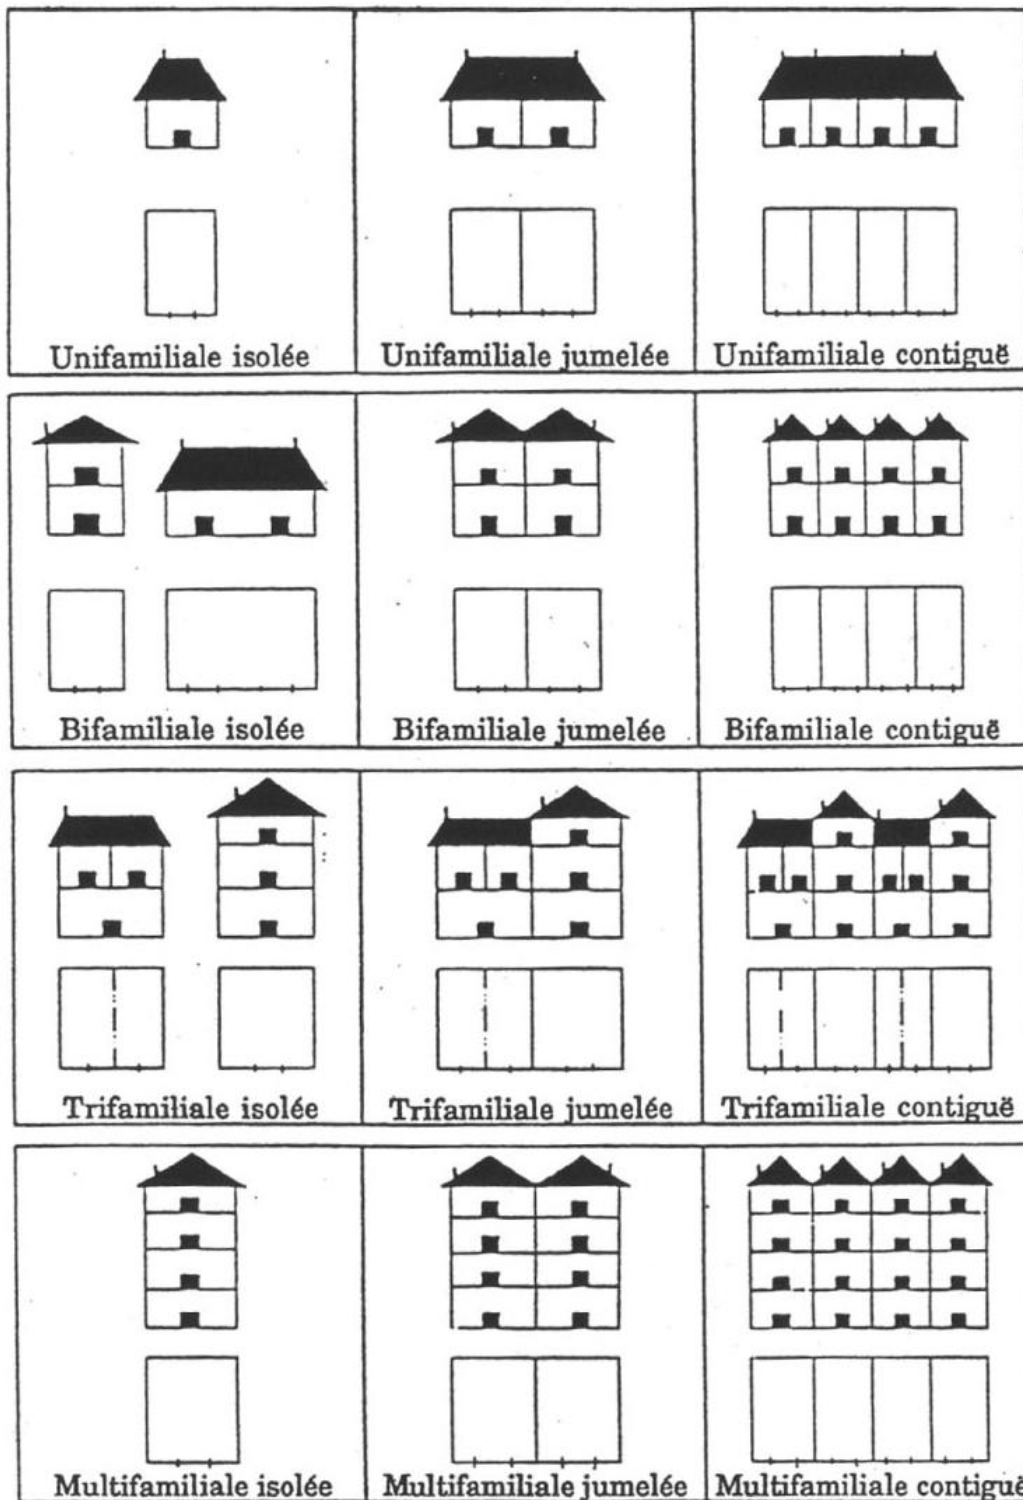 Unifamiliale isolée
Unifamiliale jumelée
Unifamiliale contiguë
Bifamiliale isolée
Bifamiliale jumelée
Bifamiliale contiguë
Trifamiliale isolée
Trifamiliale jumelée
Trifamiliale contiguë
Multifamiliale isolée
Multifamiliale jumelée
Multifamiliale contiguë